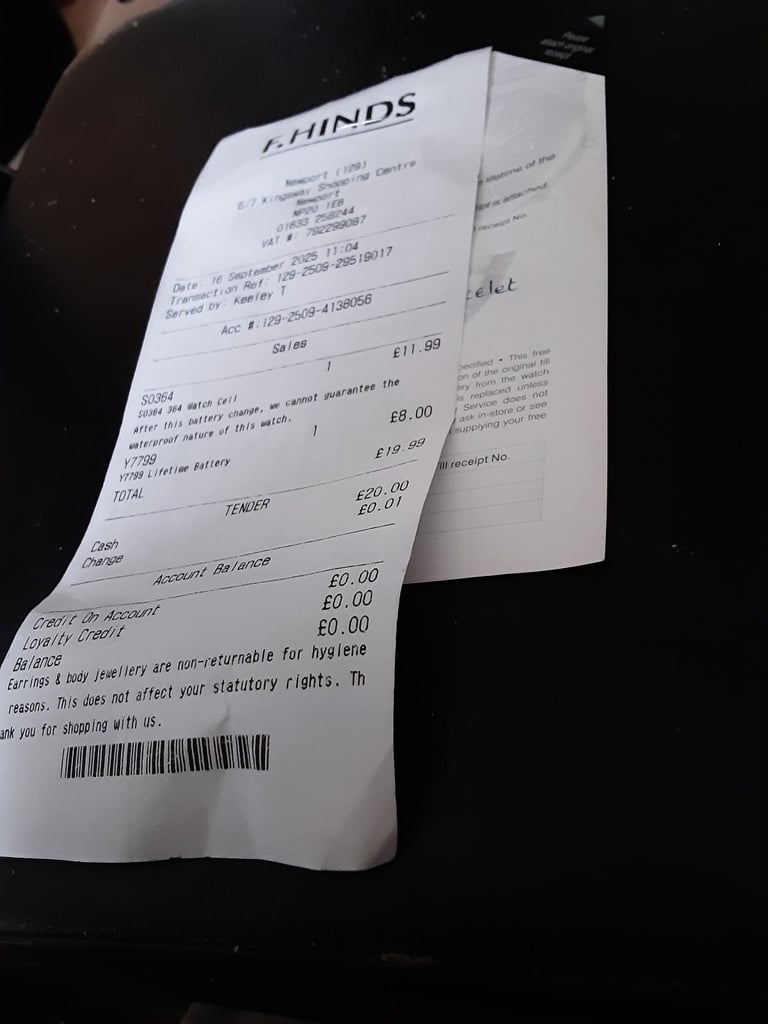 F. HINDS
Newport (129)
6/7 Kingsway Shopping Centre
Newport
NP20 1EB
01633 258244
VAT #: 792299087
Date: 16 September 2025 11:04
Transaction Ref: 129-2509-29519017
Served by: Keeley T
Acc #:129-2509-4138056
Sales
S0364 1 £11.99
S0364 364 Watch Cell
After this battery change, we cannot guarantee the
waterproof nature of this watch.
Y7799 1 £8.00
Y7799 Lifetime Battery
TOTAL £19.99
TENDER
Cash £20.00
Change £0.01
Account Balance
Credit On Account £0.00
Loyalty Credit £0.00
Balance £0.00
Earrings & body jewellery are non-returnable for hygiene
reasons. This does not affect your statutory rights. Th
ank you for shopping with us.
Please
attach original
receipt
lifetime of the
not is attached.
receipt No.
celet
pecified • This free
on of the original till
ery from the watch
is replaced unless
Service does not
ask in-store or see
supplying your free
till receipt No.